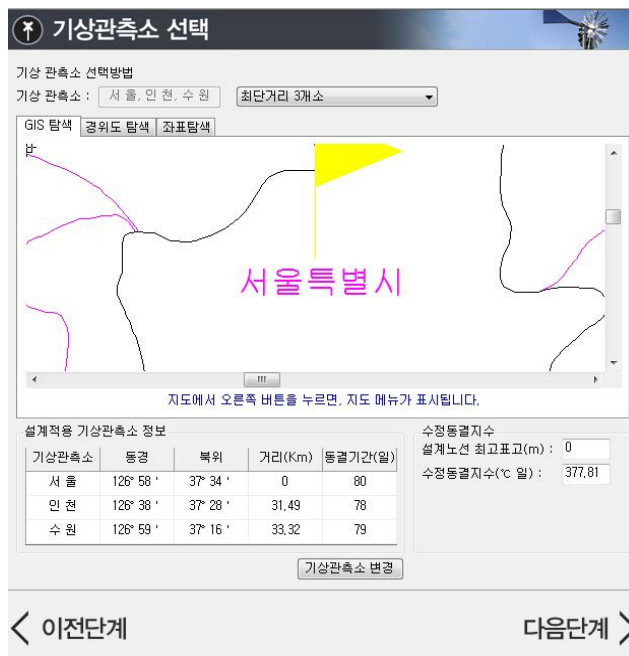 기상관측소 선택
기상 관측소 선택방법
기상 관측소 : 서 울, 인 천, 수 원 최단거리 3개소
GIS 탐색 경위도 탐색 좌표탐색
서울특별시
지도에서 오른쪽 버튼을 누르면, 지도 메뉴가 표시됩니다.
설계적용 기상관측소 정보
기상관측소 동경 북위 거리(Km) 동결기간(일)
서 울 126° 58 ' 37° 34 ' 0 80
인 천 126° 38 ' 37° 28 ' 31,49 78
수 원 126° 59 ' 37° 16 ' 33,32 79
수정동결지수
설계노선 최고표고(m) : 0
수정동결지수(℃ 일) : 377,81
기상관측소 변경
이전단계
다음단계